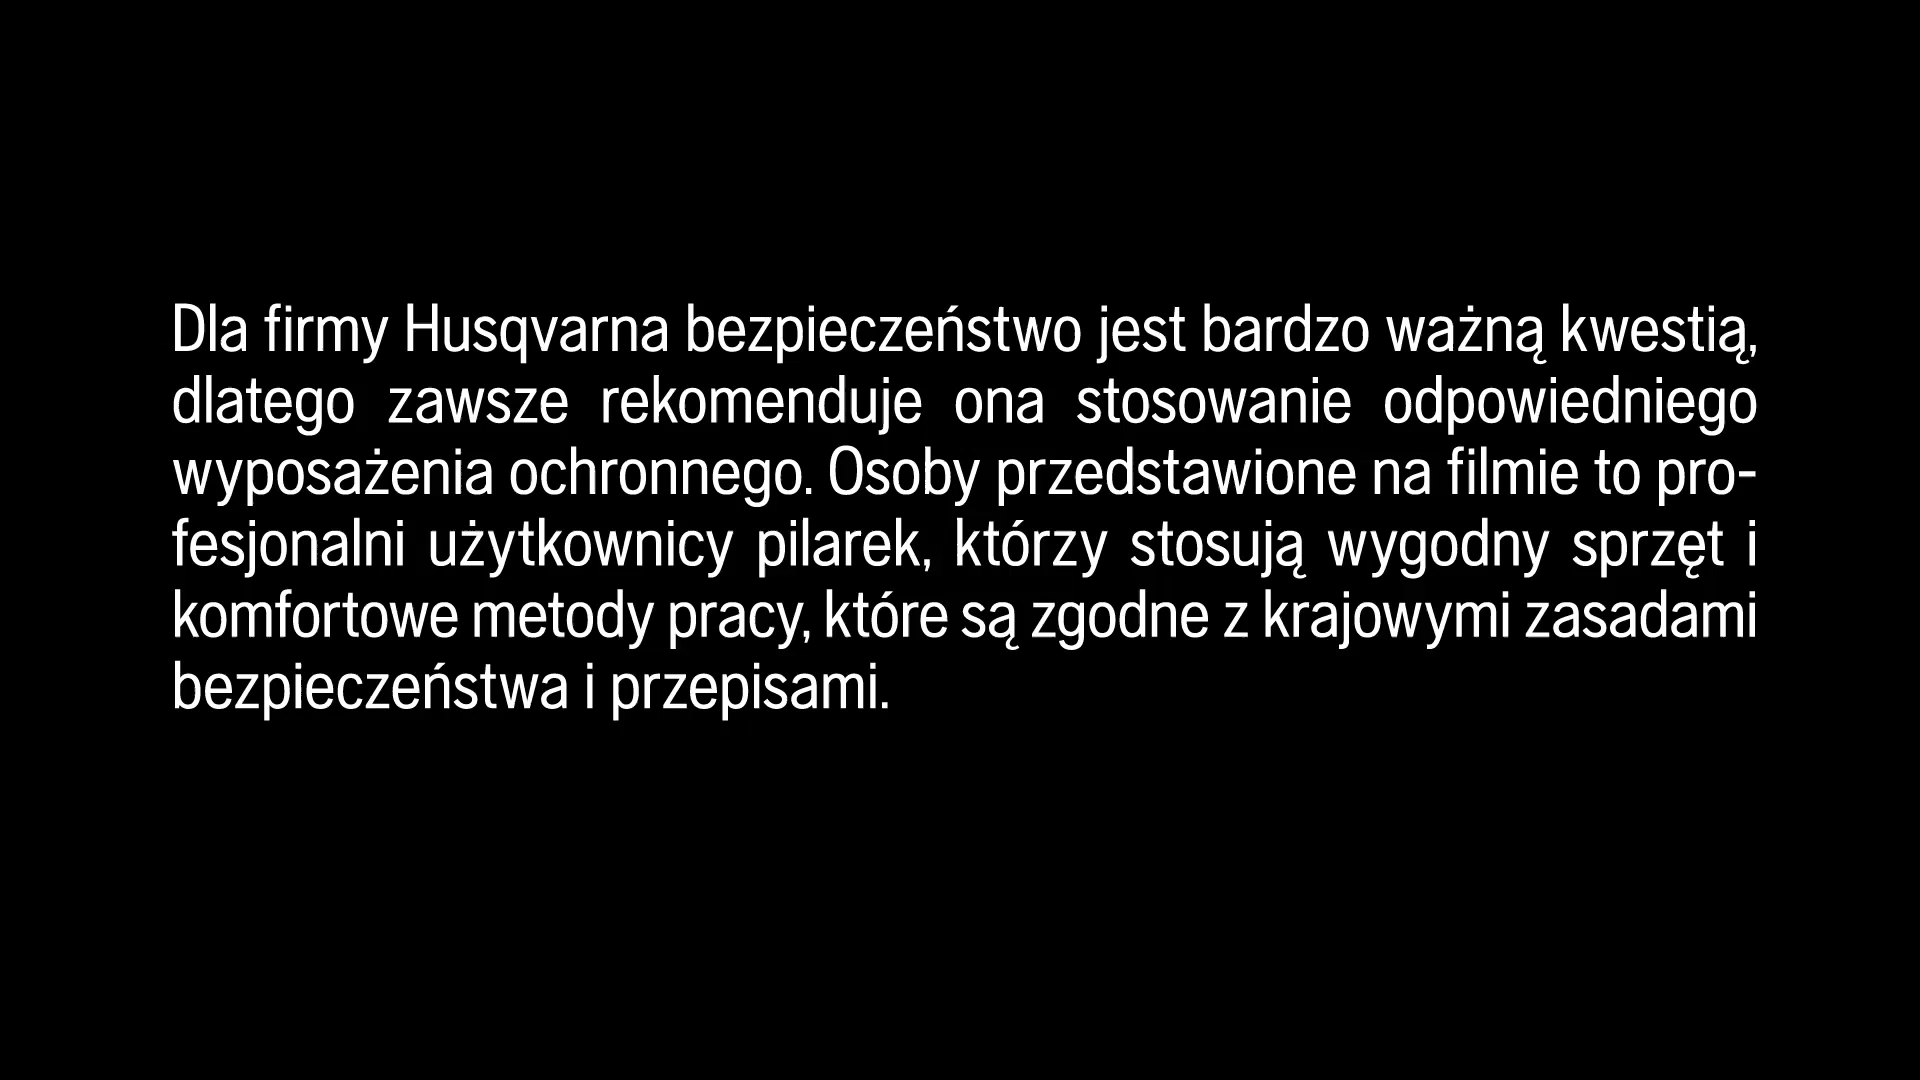 Dla firmy Husqvarna bezpieczeństwo jest bardzo ważną kwestią,
dlatego zawsze rekomenduje ona stosowanie odpowiedniego
wyposażenia ochronnego. Osoby przedstawione na filmie to pro-
fesjonalni użytkownicy pilarek, którzy stosują wygodny sprzęt i
komfortowe metody pracy, które są zgodne z krajowymi zasadami
bezpieczeństwa i przepisami.